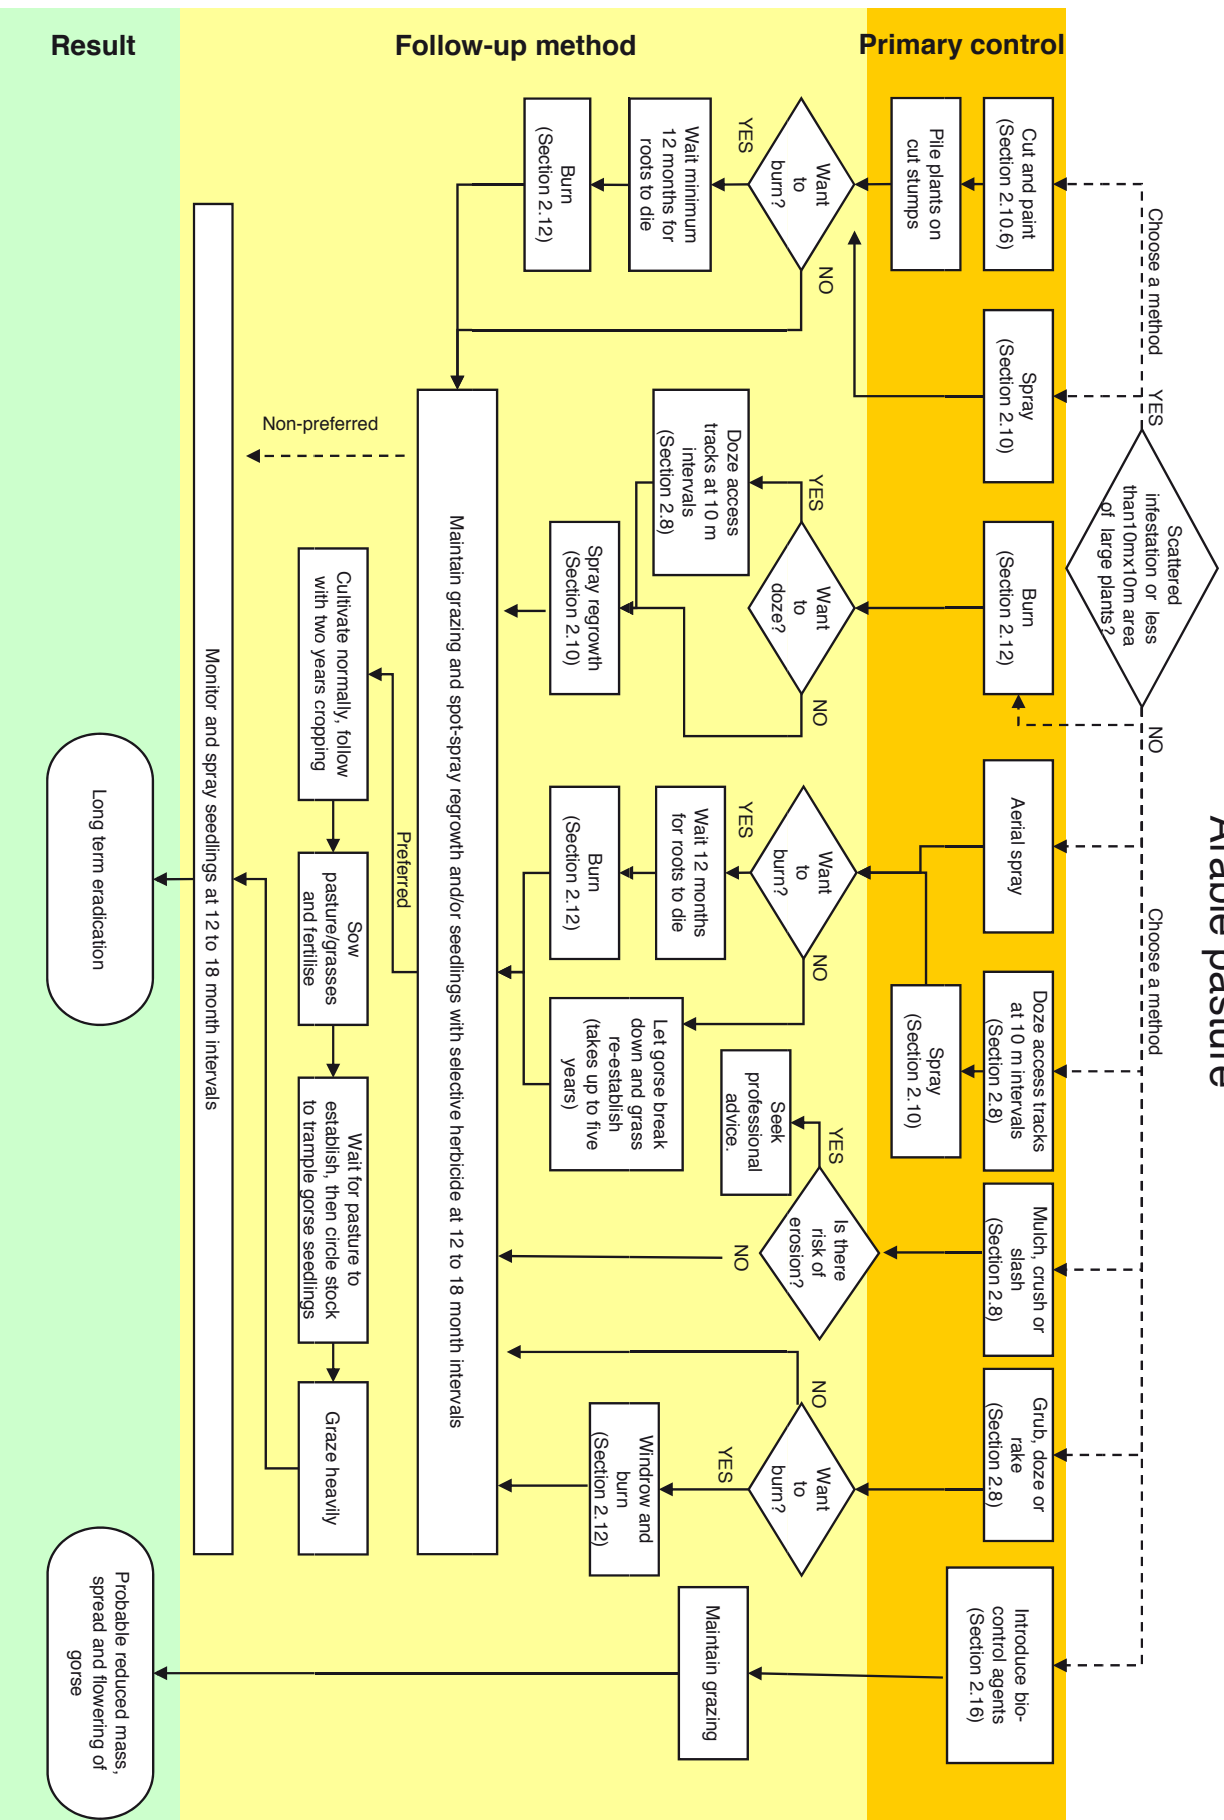 Arable pasture
Primary control
Follow-up method
Result
Scattered
infestation or less
than10mx10m area
of large plants?
YES
NO
Choose a method
Choose a method
Cut and paint
(Section 2.10.6)
Pile plants on
cut stumps
Spray
(Section 2.10)
Burn
(Section 2.12)
Aerial spray
Doze access tracks
at 10 m intervals
(Section 2.8)
Spray
(Section 2.10)
Mulch, crush or
slash
(Section 2.8)
Grub, doze or
rake
(Section 2.8)
Introduce bio-
control agents
(Section 2.16)
Want
to
burn?
YES
NO
Wait minimum
12 months for
roots to die
Burn
(Section 2.12)
Want
to
doze?
YES
NO
Doze access
tracks at 10 m
intervals
(Section 2.8)
Spray regrowth
(Section 2.10)
Want
to
burn?
YES
NO
Wait 12 months
for roots to die
Burn
(Section 2.12)
Let gorse break
down and grass
re-establish
(takes up to five
years)
Is there
risk of
erosion?
YES
NO
Seek
professional
advice.
Want
to
burn?
NO
YES
Windrow and
burn
(Section 2.12)
Maintain grazing
Maintain grazing and spot-spray regrowth and/or seedlings with selective herbicide at 12 to 18 month intervals
Non-preferred
Preferred
Cultivate normally, follow
with two years cropping
Sow
pasture/grasses
and fertilise
Wait for pasture to
establish, then circle stock
to trample gorse seedlings
Graze heavily
Monitor and spray seedlings at 12 to 18 month intervals
Long term eradication
Probable reduced mass,
spread and flowering of
gorse